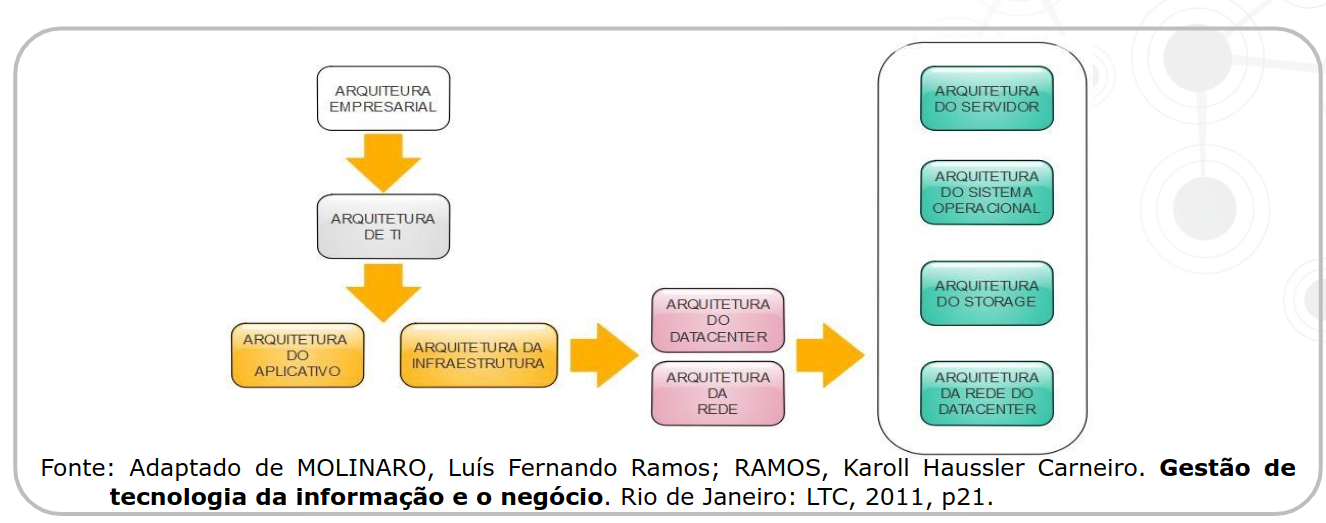 ARQUITEURA
EMPRESARIAL
ARQUITETURA
DE TI
ARQUITETURA
DO
APLICATIVO
ARQUITETURA DA
INFRAESTRUTURA
ARQUITETURA
DO
DATACENTER
ARQUITETURA
DA
REDE
ARQUITETURA
DO SERVIDOR
ARQUITETURA
DO SISTEMA
OPERACIONAL
ARQUITETURA
DO STORAGE
ARQUITETURA
DA REDE DO
DATACENTER
Fonte: Adaptado de MOLINARO, Luís Fernando Ramos; RAMOS, Karoll Haussler Carneiro. Gestão de
tecnologia da informação e o negócio. Rio de Janeiro: LTC, 2011, p21.